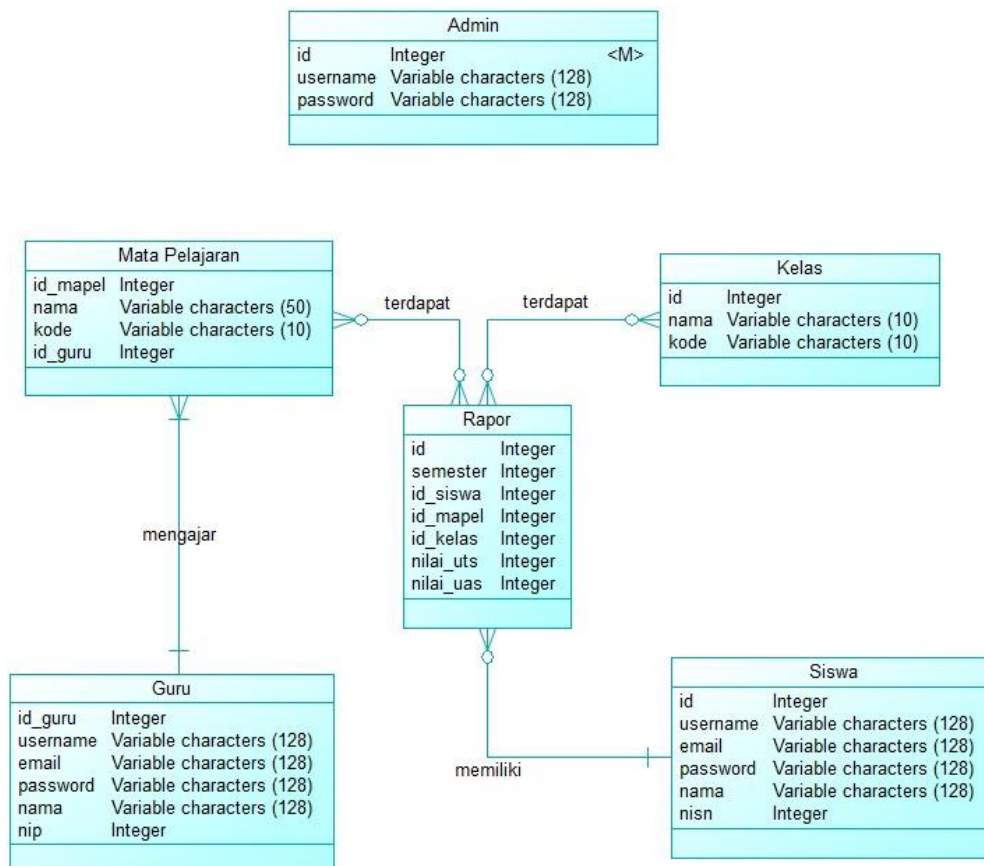 Admin
id Integer <M>
username Variable characters (128)
password Variable characters (128)
Mata Pelajaran
id_mapel Integer
nama Variable characters (50)
kode Variable characters (10)
id_guru Integer
terdapat
terdapat
Kelas
id Integer
nama Variable characters (10)
kode Variable characters (10)
Rapor
id Integer
semester Integer
id_siswa Integer
id_mapel Integer
id_kelas Integer
nilai_uts Integer
nilai_uas Integer
mengajar
Guru
id_guru Integer
username Variable characters (128)
email Variable characters (128)
password Variable characters (128)
nama Variable characters (128)
nip Integer
memiliki
Siswa
id Integer
username Variable characters (128)
email Variable characters (128)
password Variable characters (128)
nama Variable characters (128)
nisn Integer